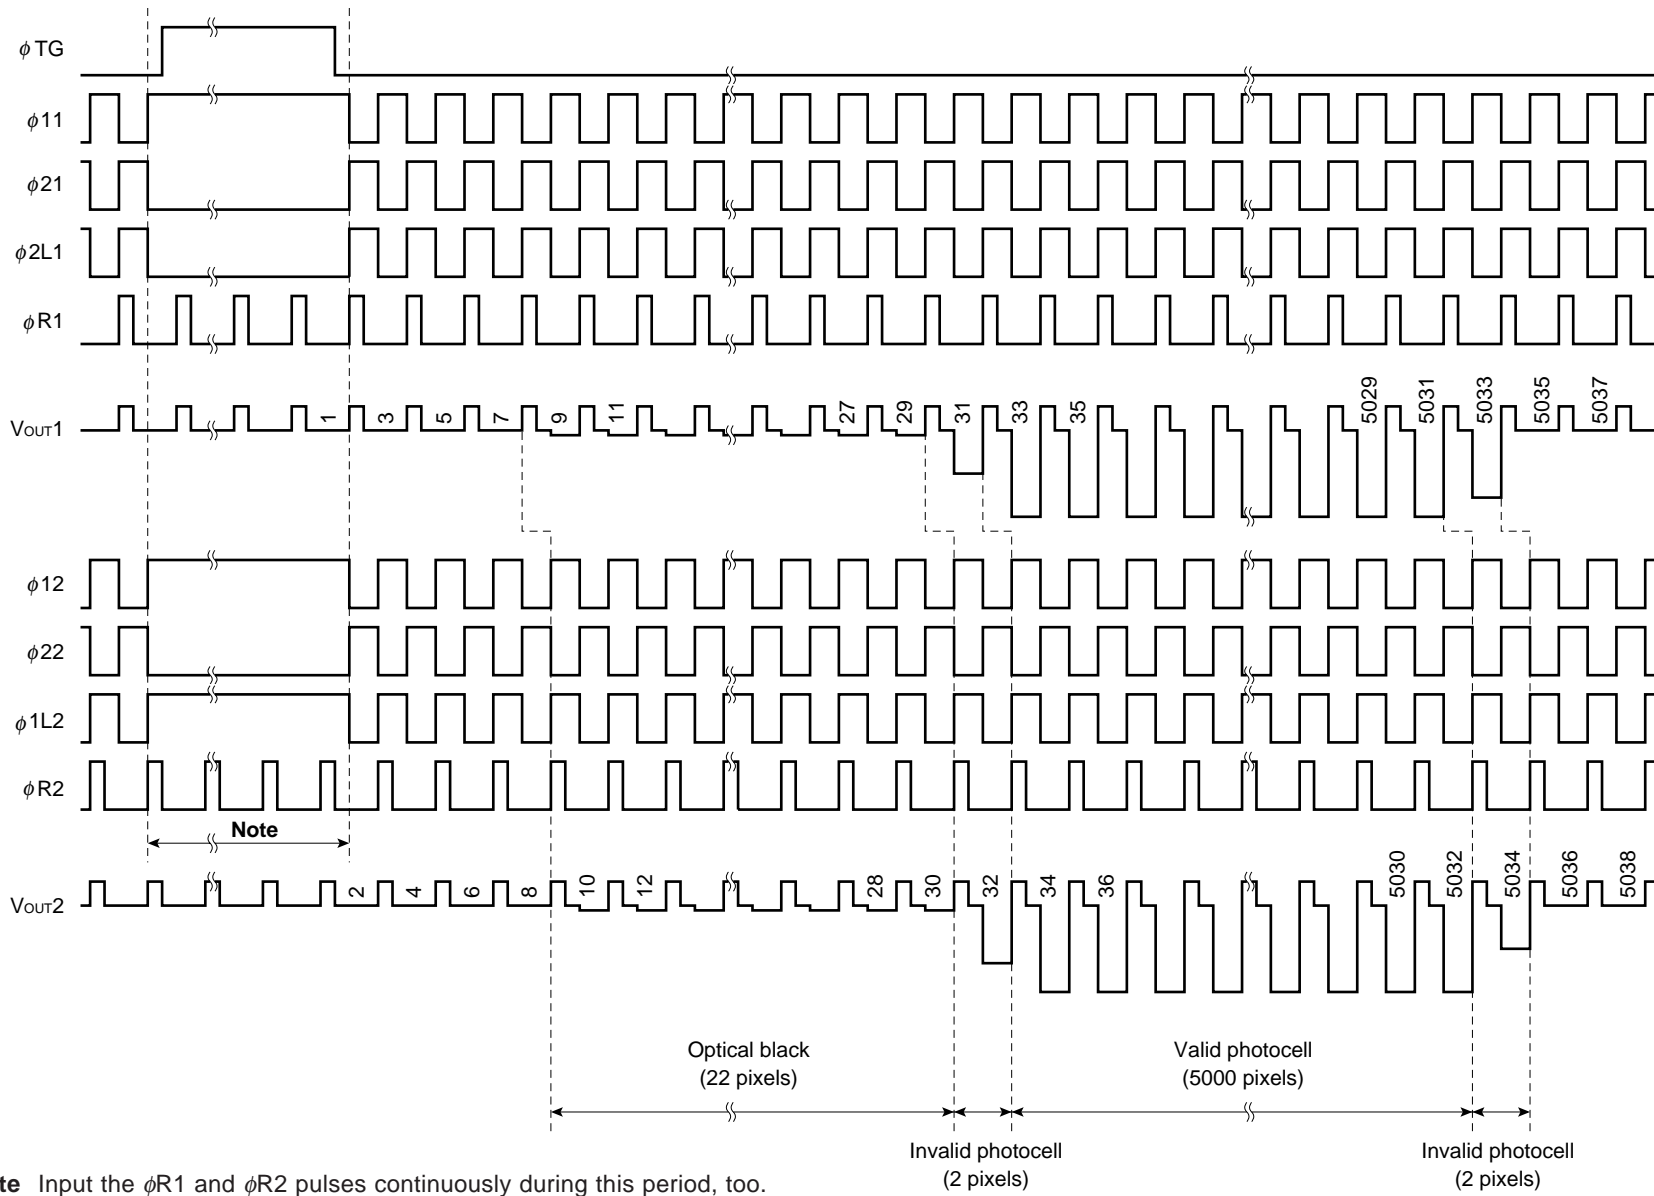 φTG
φ11
φ21
φ2L1
φR1
VOUT1
1 3 5 7 9 11 27 29 31 33 35 5029 5031 5033 5035 5037
φ12
φ22
φ1L2
φR2
Note
VOUT2
2 4 6 8 10 12 28 30 32 34 36 5030 5032 5034 5036 5038
Optical black
(22 pixels)
Valid photocell
(5000 pixels)
Invalid photocell
(2 pixels)
Invalid photocell
(2 pixels)
te Input the φR1 and φR2 pulses continuously during this period, too.